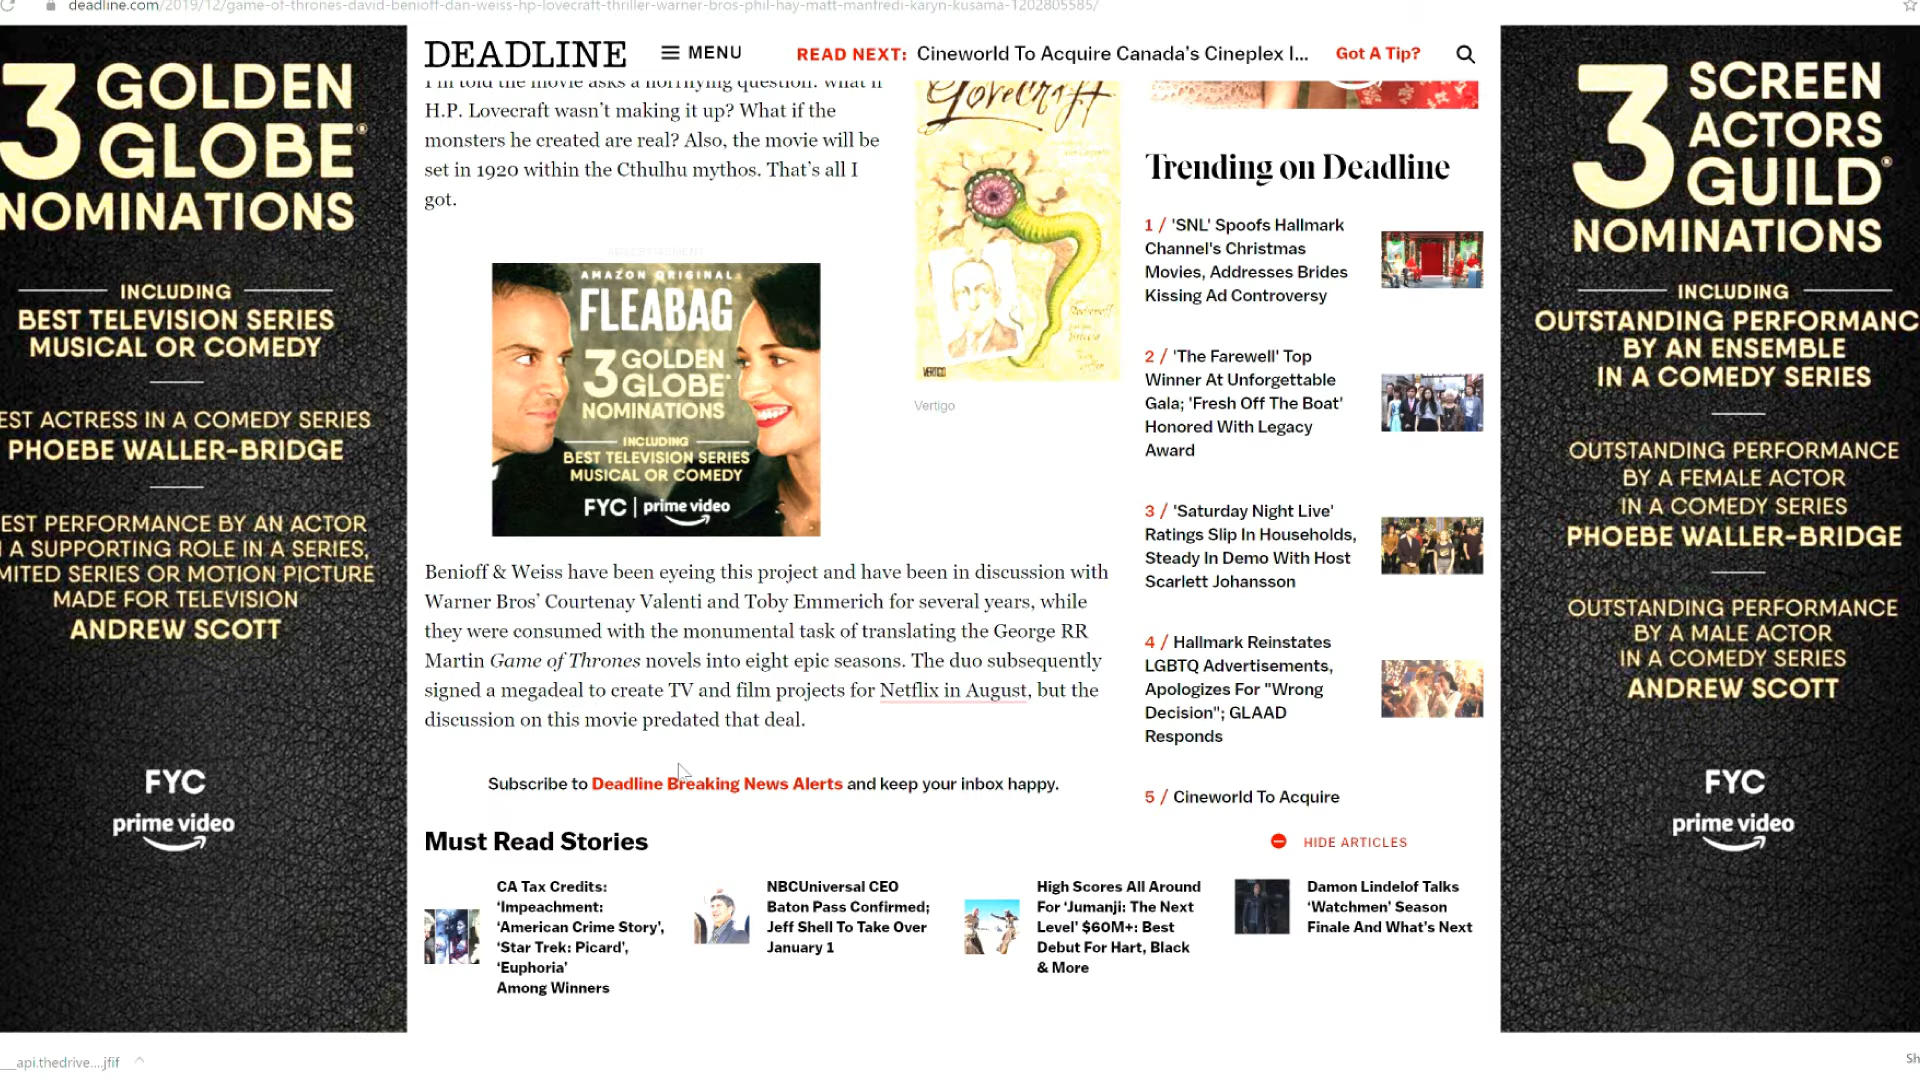 deadline.com/2019/12/game-of-thrones-david-benioff-dan-weiss-hp-lovecraft-thriller-warner-bros-phil-hay-matt-manfredi-karyn-kusama-1202805585/
DEADLINE
MENU
READ NEXT: Cineworld To Acquire Canada's Cineplex I...
Got A Tip?
3 GOLDEN
GLOBE®
NOMINATIONS
INCLUDING
BEST TELEVISION SERIES
MUSICAL OR COMEDY
EST ACTRESS IN A COMEDY SERIES
PHOEBE WALLER-BRIDGE
EST PERFORMANCE BY AN ACTOR
A SUPPORTING ROLE IN A SERIES,
MITED SERIES OR MOTION PICTURE
MADE FOR TELEVISION
ANDREW SCOTT
FYC
prime video
I'm told the movie asks a horrifying question: what if
H.P. Lovecraft wasn't making it up? What if the
monsters he created are real? Also, the movie will be
set in 1920 within the Cthulhu mythos. That's all I
got.
ADVERTISEMENT
AMAZON ORIGINAL
FLEABAG
3 GOLDEN
GLOBE®
NOMINATIONS
INCLUDING
BEST TELEVISION SERIES
MUSICAL OR COMEDY
FYC | prime video
Lovecraft
VERTIGO
Vertigo
Benioff & Weiss have been eyeing this project and have been in discussion with
Warner Bros' Courtenay Valenti and Toby Emmerich for several years, while
they were consumed with the monumental task of translating the George RR
Martin Game of Thrones novels into eight epic seasons. The duo subsequently
signed a megadeal to create TV and film projects for Netflix in August, but the
discussion on this movie predated that deal.
Subscribe to Deadline Breaking News Alerts and keep your inbox happy.
Trending on Deadline
1 / 'SNL' Spoofs Hallmark
Channel's Christmas
Movies, Addresses Brides
Kissing Ad Controversy
2 / 'The Farewell' Top
Winner At Unforgettable
Gala; 'Fresh Off The Boat'
Honored With Legacy
Award
3 / 'Saturday Night Live'
Ratings Slip In Households,
Steady In Demo With Host
Scarlett Johansson
4 / Hallmark Reinstates
LGBTQ Advertisements,
Apologizes For "Wrong
Decision"; GLAAD
Responds
5 / Cineworld To Acquire
3 SCREEN
ACTORS
GUILD®
NOMINATIONS
INCLUDING
OUTSTANDING PERFORMANC
BY AN ENSEMBLE
IN A COMEDY SERIES
OUTSTANDING PERFORMANCE
BY A FEMALE ACTOR
IN A COMEDY SERIES
PHOEBE WALLER-BRIDGE
OUTSTANDING PERFORMANCE
BY A MALE ACTOR
IN A COMEDY SERIES
ANDREW SCOTT
FYC
prime video
Must Read Stories
HIDE ARTICLES
CA Tax Credits:
‘Impeachment:
‘American Crime Story’,
‘Star Trek: Picard’,
‘Euphoria’
Among Winners
NBCUniversal CEO
Baton Pass Confirmed;
Jeff Shell To Take Over
January 1
High Scores All Around
For ‘Jumanji: The Next
Level’ $60M+: Best
Debut For Hart, Black
& More
Damon Lindelof Talks
‘Watchmen’ Season
Finale And What's Next
__api.thedrive....jfif
Sh